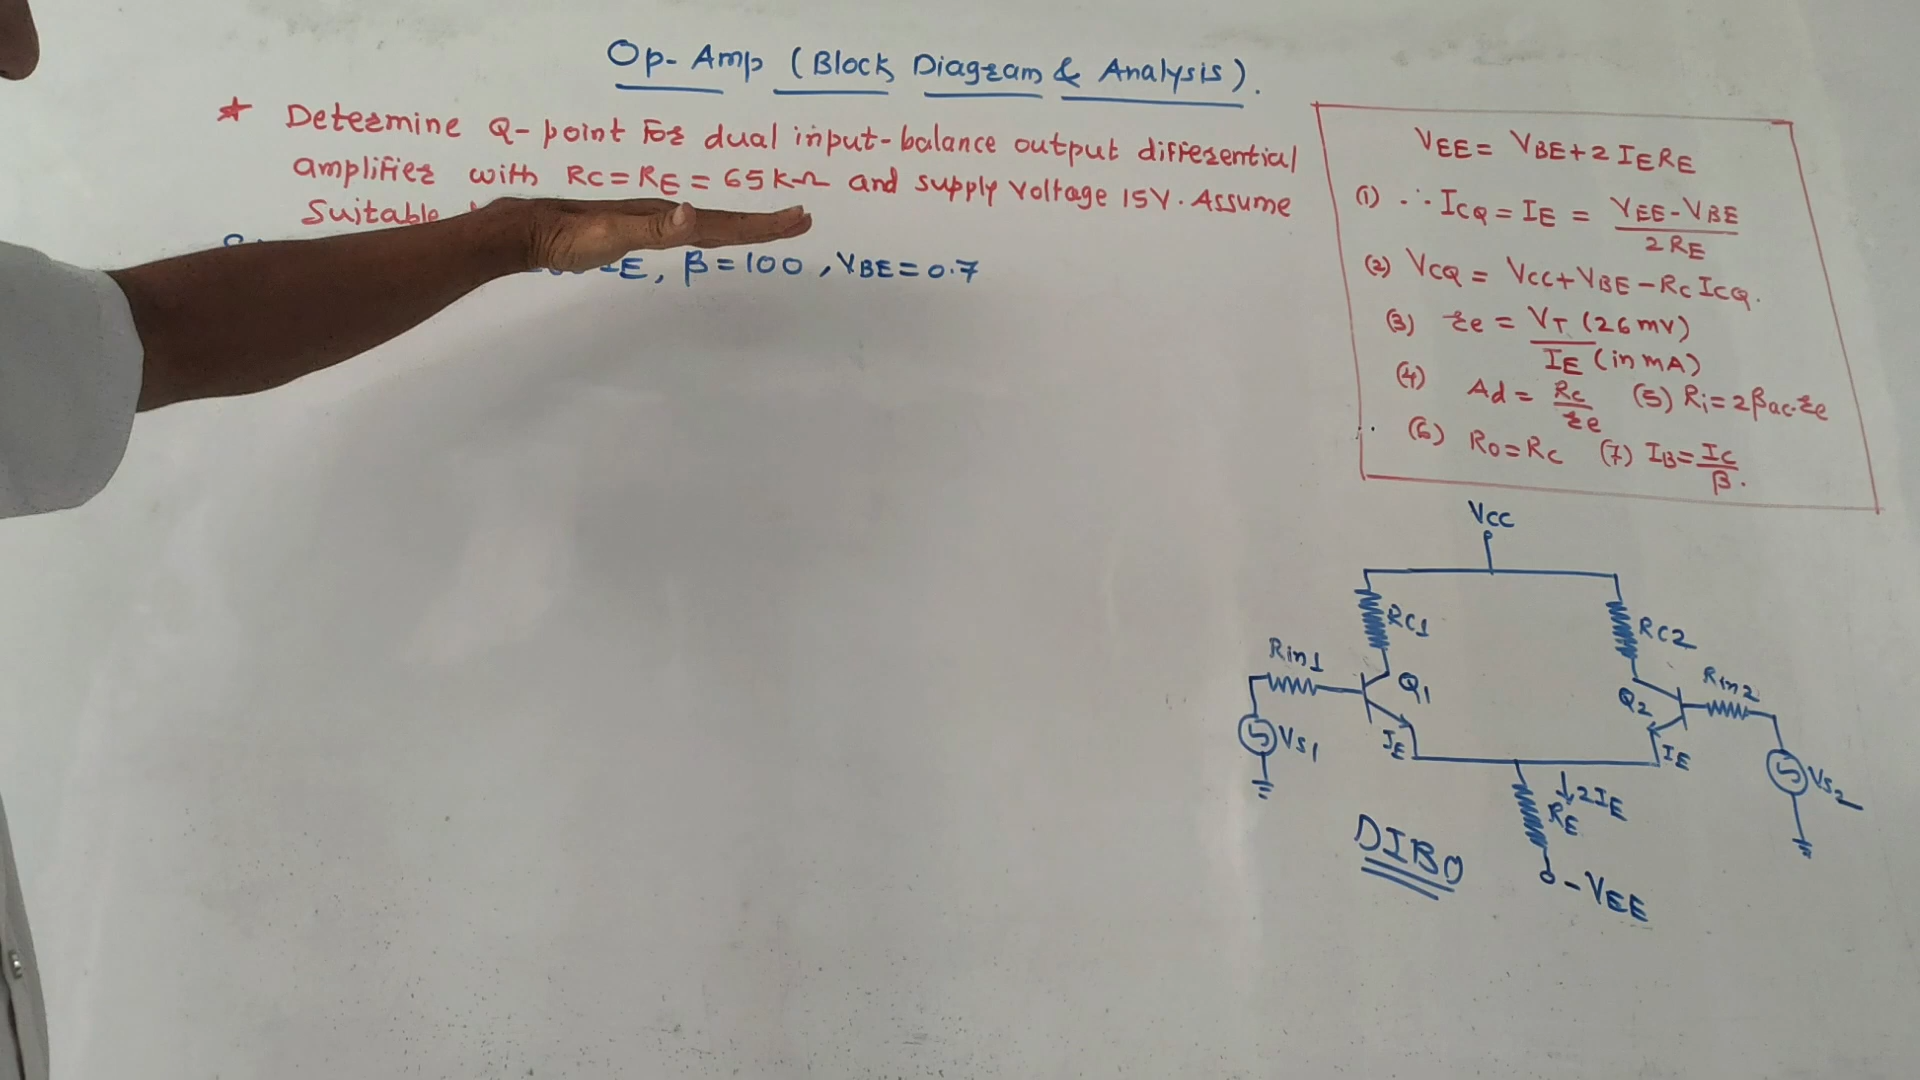 Op-Amp (Block Diagram & Analysis).
* Determine Q-point For dual input-balance output differential
amplifier with RC = RE = 65KΩ and supply voltage 15V. Assume
Suitable
IE, β=100, VBE=0.7
VEE = VBE+2IERE
(1) ∴ ICQ = IE = VEE-VBE
2RE
(2) VCQ = VCC+VBE-RCICQ.
(3) re = VT (26mV)
IE (in mA)
(4) Ad = RC (5) Ri=2βac.re
re
(6) RO=RC (7) IB=IC
β.
VCC
RC1
RC2
Rin1
Rin2
Q1
Q2
VS1
IE
IE
VS2
↓2IE
RE
DIBO
-VEE